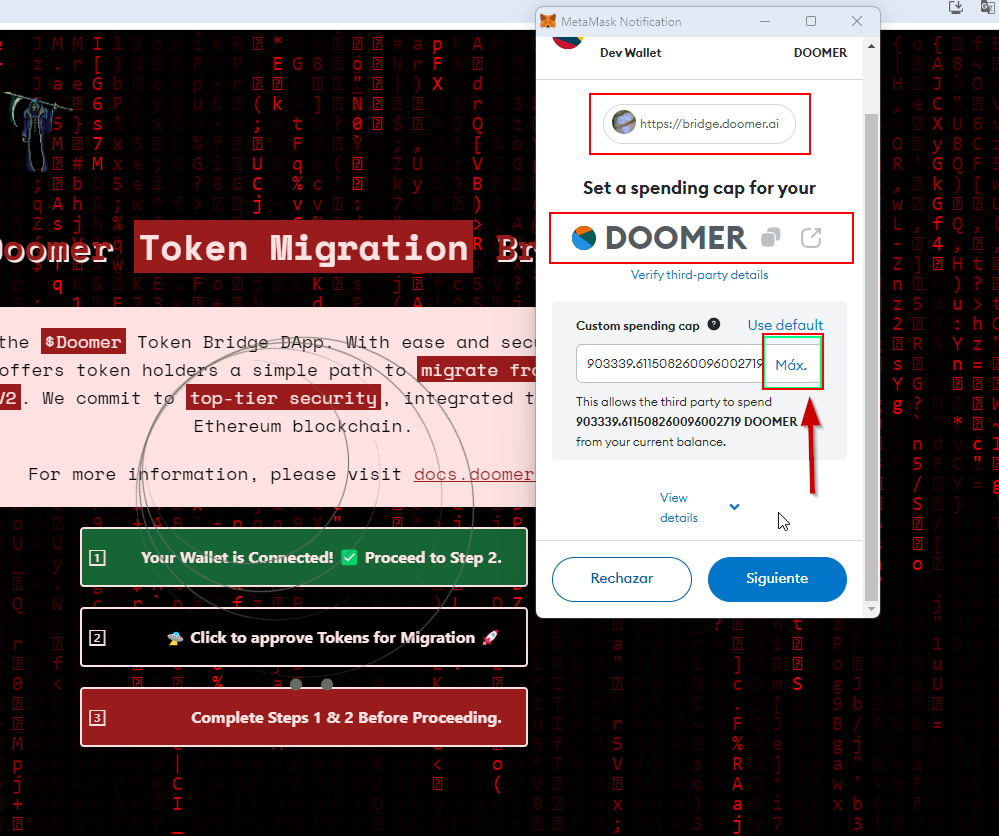 MetaMask Notification
Dev Wallet
DOOMER
https://bridge.doomer.ai
Set a spending cap for your
DOOMER
Verify third-party details
Custom spending cap
Use default
903339.611508260096002719
Máx.
This allows the third party to spend
903339.611508260096002719 DOOMER
from your current balance.
View
details
Rechazar
Siguiente
Doomer Token Migration Br
the $Doomer Token Bridge DApp. With ease and secu
offers token holders a simple path to migrate fro
V2. We commit to top-tier security, integrated t
Ethereum blockchain.
For more information, please visit docs.doomer
1 Your Wallet is Connected! ✅ Proceed to Step 2.
2 🛸 Click to approve Tokens for Migration 🚀
3 Complete Steps 1 & 2 Before Proceeding.